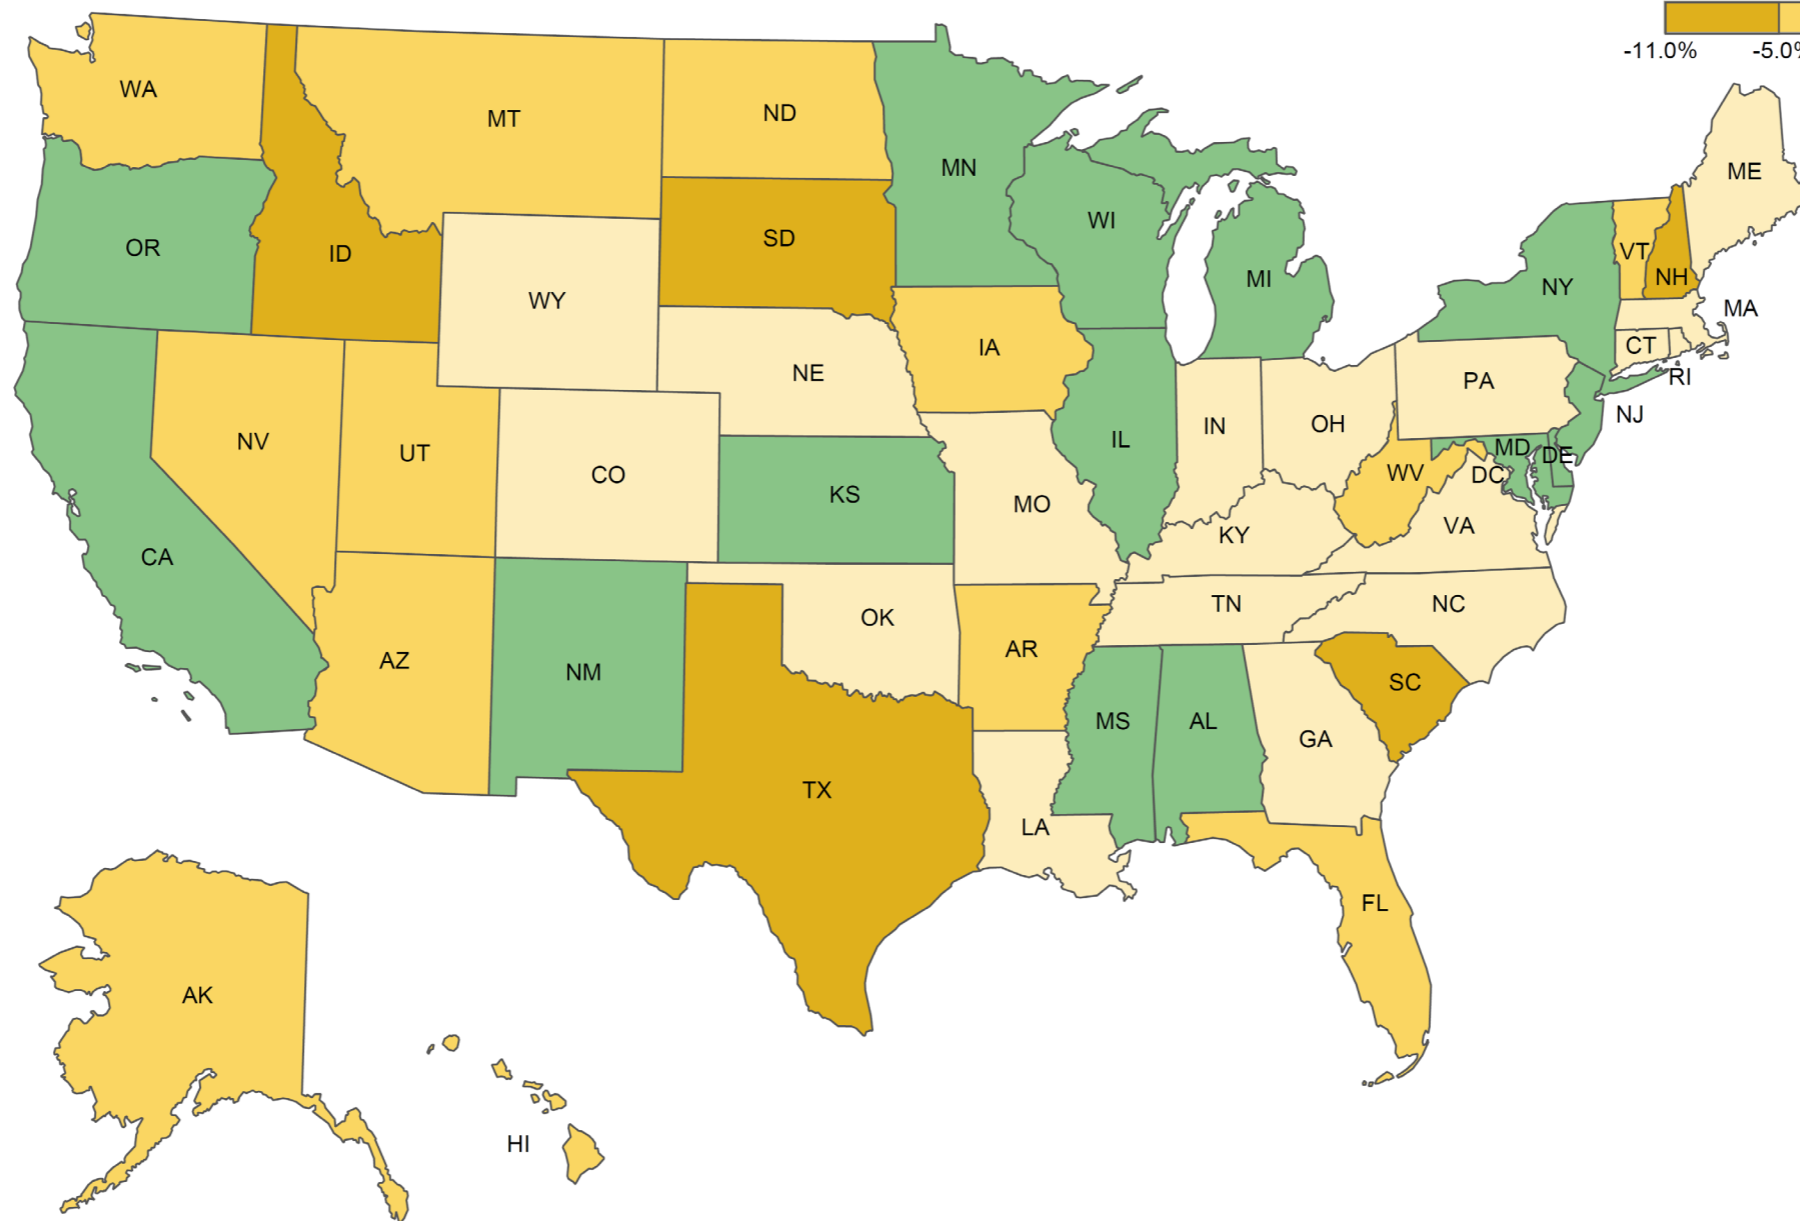 -11.0%
-5.0%
WA
MT
ND
MN
ME
OR
ID
SD
WI
MI
VT
NH
NY
WY
MA
IA
CT
NE
PA
RI
NV
UT
CO
IN
OH
NJ
IL
MD
DE
WV
DC
KS
MO
VA
KY
CA
OK
TN
NC
AR
AZ
NM
SC
MS
AL
GA
TX
LA
FL
AK
HI